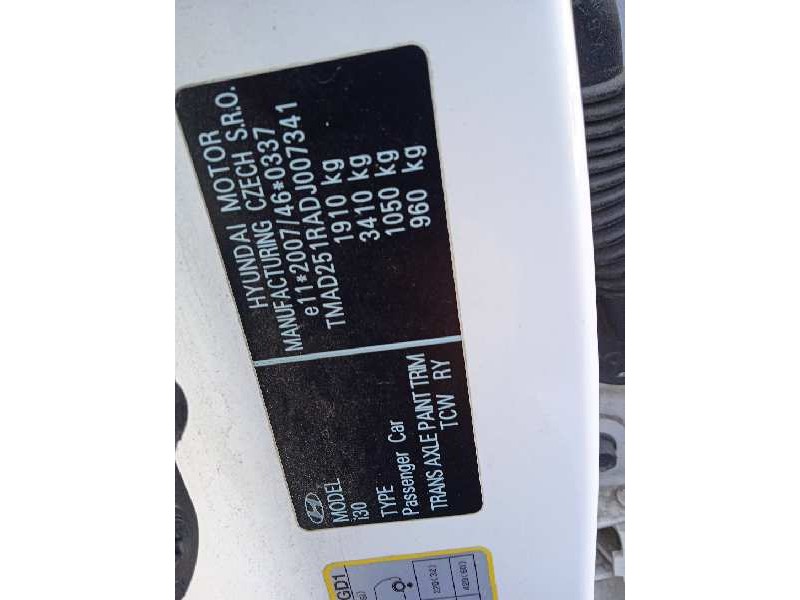 HYUNDAI MOTOR
MANUFACTURING CZECH S.R.O.
e11*2007/46*0337
TMAD251RADJ007341
1910 kg
3410 kg
1050 kg
960 kg
MODEL
i30
TYPE
Passenger Car
TRANS AXLE PAINT TRIM
TCW RY
GD1